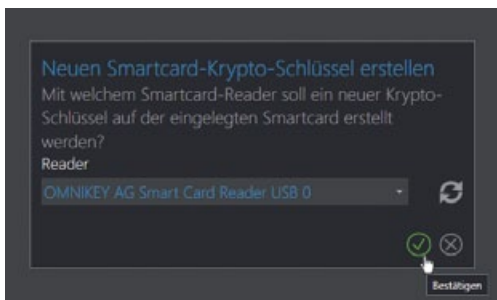 Neuen Smartcard-Krypto-Schlüssel erstellen
Mit welchem Smartcard-Reader soll ein neuer Krypto-
Schlüssel auf der eingelegten Smartcard erstellt
werden?
Reader
OMNIKEY AG Smart Card Reader USB 0
Bestätigen